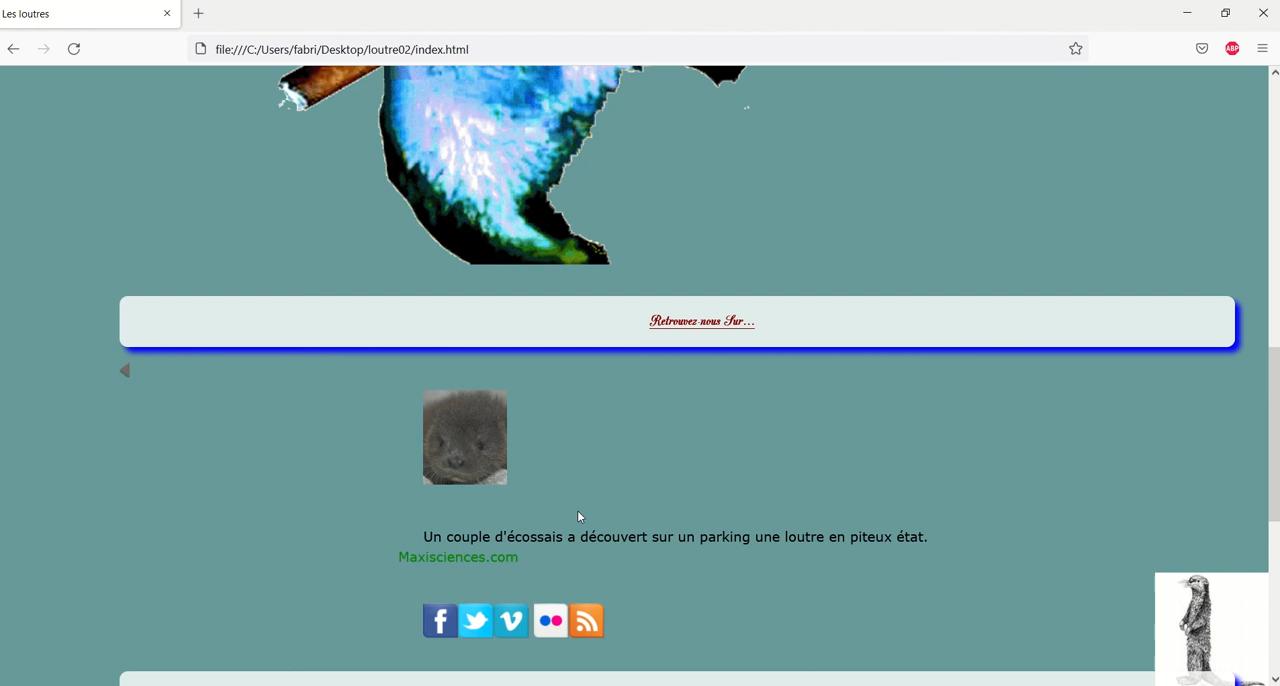 Les loutres
file:///C:/Users/fabri/Desktop/loutre02/index.html
ABP
Retrouvez-nous Sur...
Un couple d'écossais a découvert sur un parking une loutre en piteux état.
Maxisciences.com